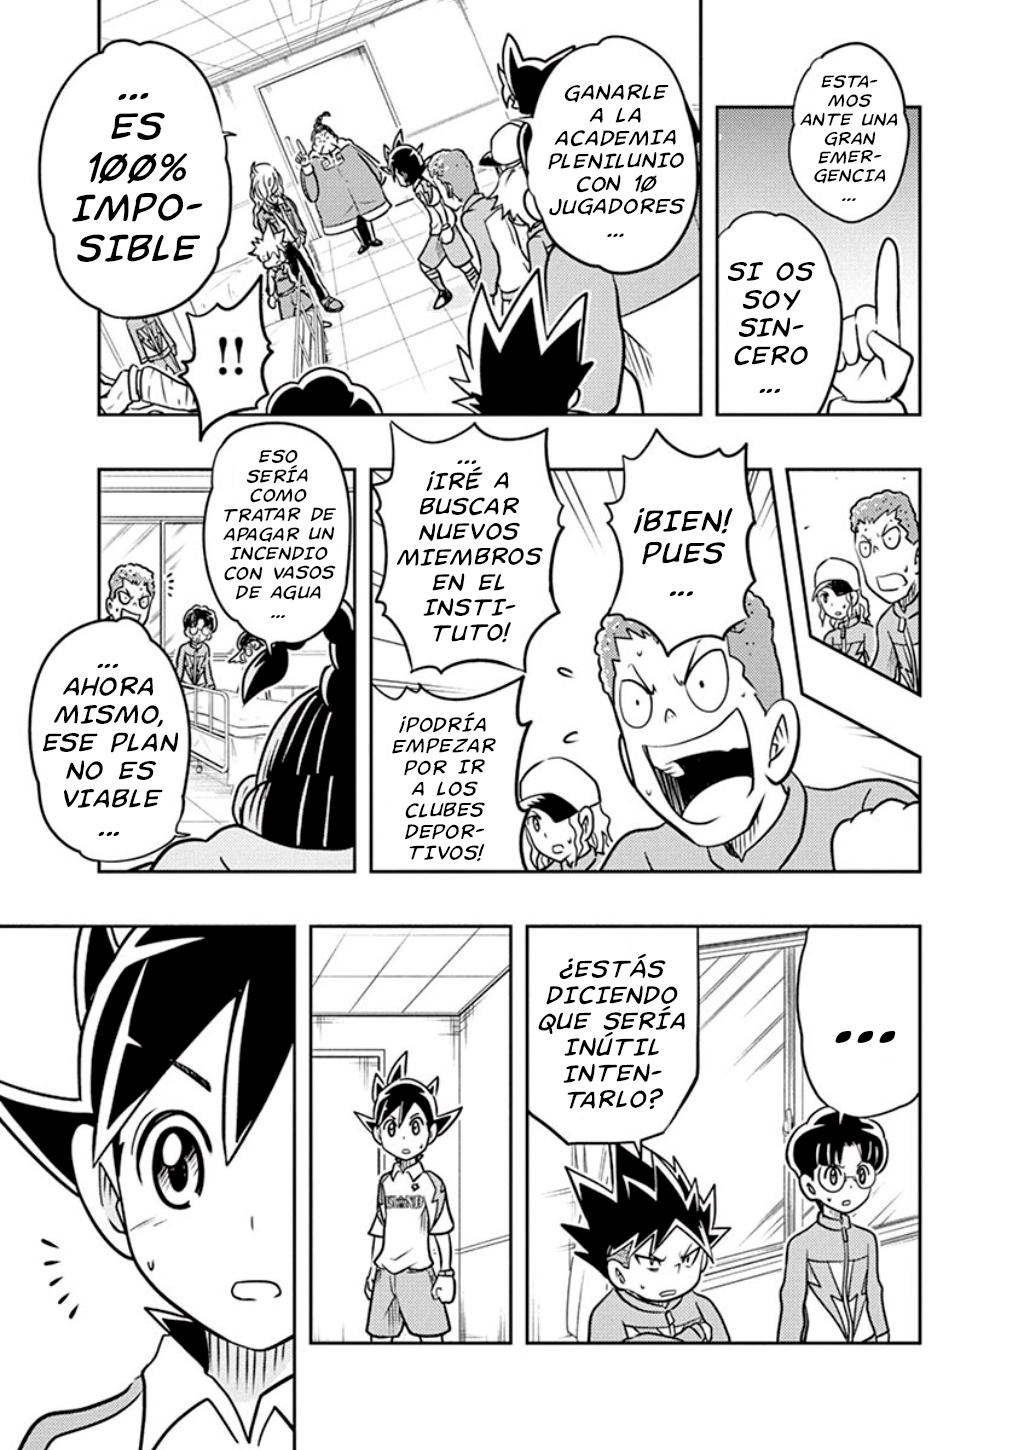 ESTA-
MOS
ANTE UNA
GRAN
EMER-
GENCIA
...
SI OS
SOY
SIN-
CERO
...
GANARLE
A LA
ACADEMIA
PLENILUNIO
CON 10
JUGADORES
...
...
ES
100%
IMPO-
SIBLE
!!
¡BIEN!
PUES
...
...
¡IRÉ A
BUSCAR
NUEVOS
MIEMBROS
EN EL
INSTI-
TUTO!
¡PODRÍA
EMPEZAR
POR IR
A LOS
CLUBES
DEPOR-
TIVOS!
ESO
SERÍA
COMO
TRATAR DE
APAGAR UN
INCENDIO
CON VASOS
DE AGUA
...
...
AHORA
MISMO,
ESE PLAN
NO ES
VIABLE
...
...
¿ESTÁS
DICIENDO
QUE SERÍA
INÚTIL
INTEN-
TARLO?